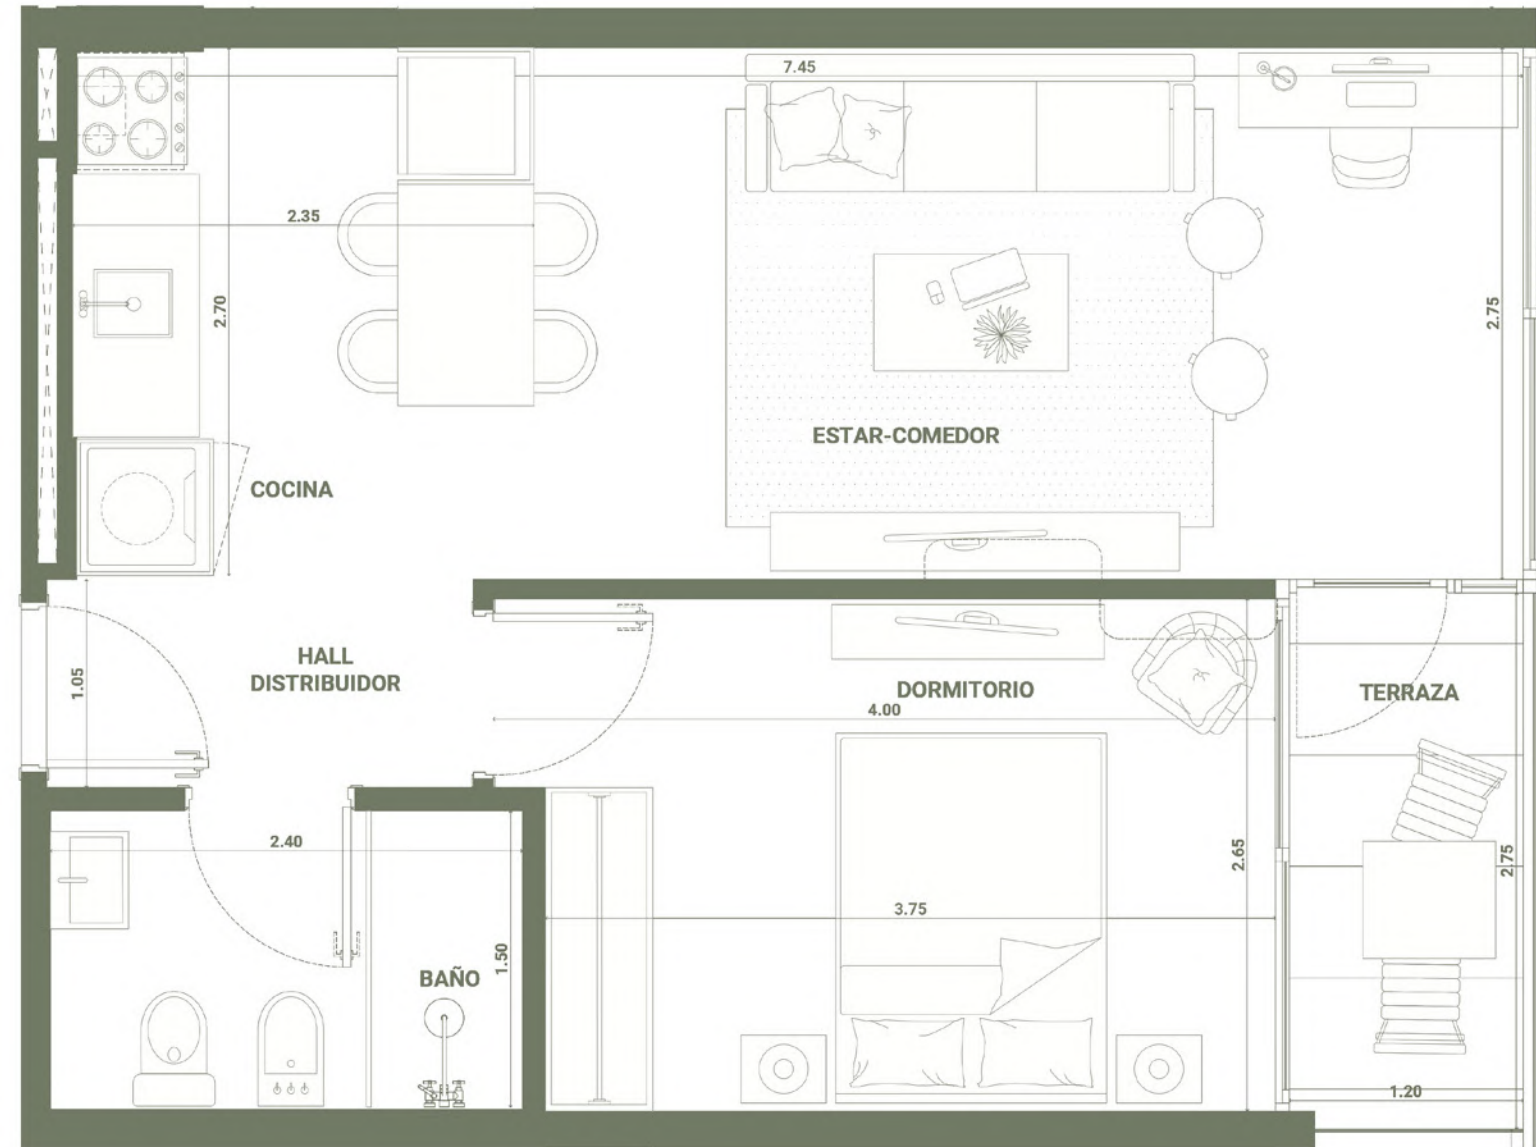 7.45
2.35
2.70
2.75
ESTAR-COMEDOR
COCINA
HALL
DISTRIBUIDOR
1.05
DORMITORIO
4.00
TERRAZA
2.40
2.65
2.75
3.75
1.50
BAÑO
1.20